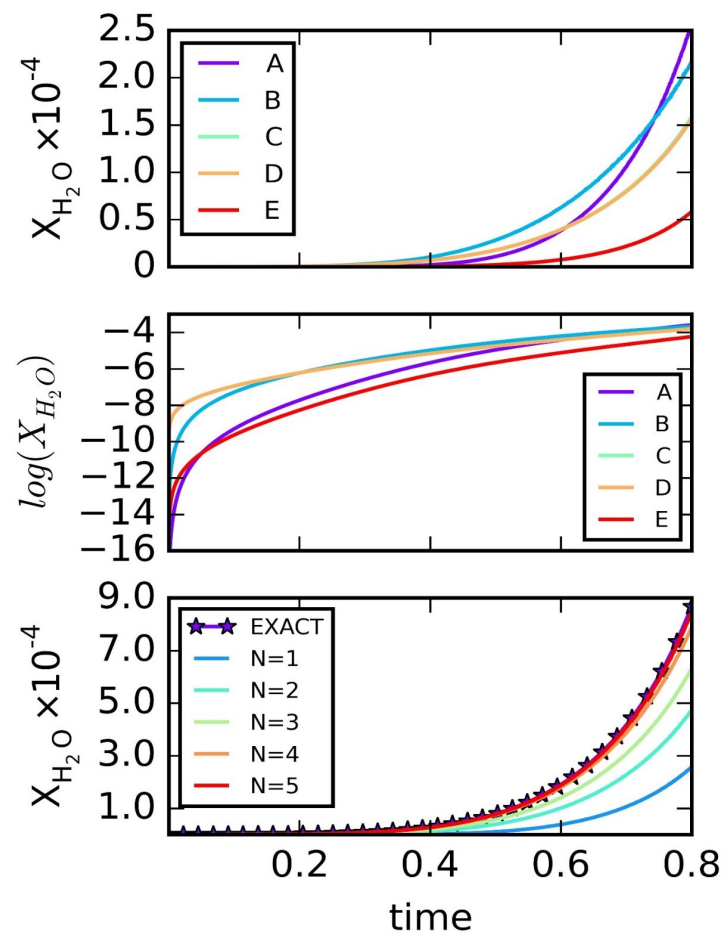 X_H₂O ×10⁻⁴
2.5
2.0
1.5
1.0
0.5
0
A
B
C
D
E
log(X_H₂O)
−4
−6
−8
−10
−12
−14
−16
A
B
C
D
E
X_H₂O ×10⁻⁴
9.0
7.0
5.0
3.0
1.0
EXACT
N=1
N=2
N=3
N=4
N=5
0.2 0.4 0.6 0.8
time